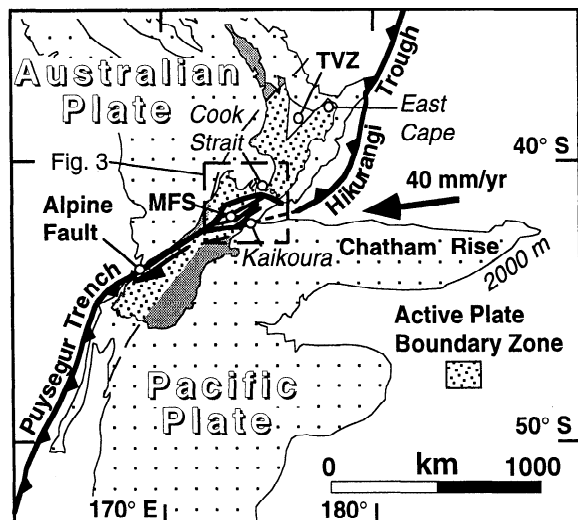 Australian
Plate
TVZ
Trough
Cook
Strait
East
Cape
40° S
Fig. 3
Hikurangi
40 mm/yr
MFS
Alpine
Fault
Kaikoura
Chatham Rise
2000 m
Puysegur Trench
Active Plate
Boundary Zone
Pacific
Plate
50° S
0 km 1000
170° E 180°